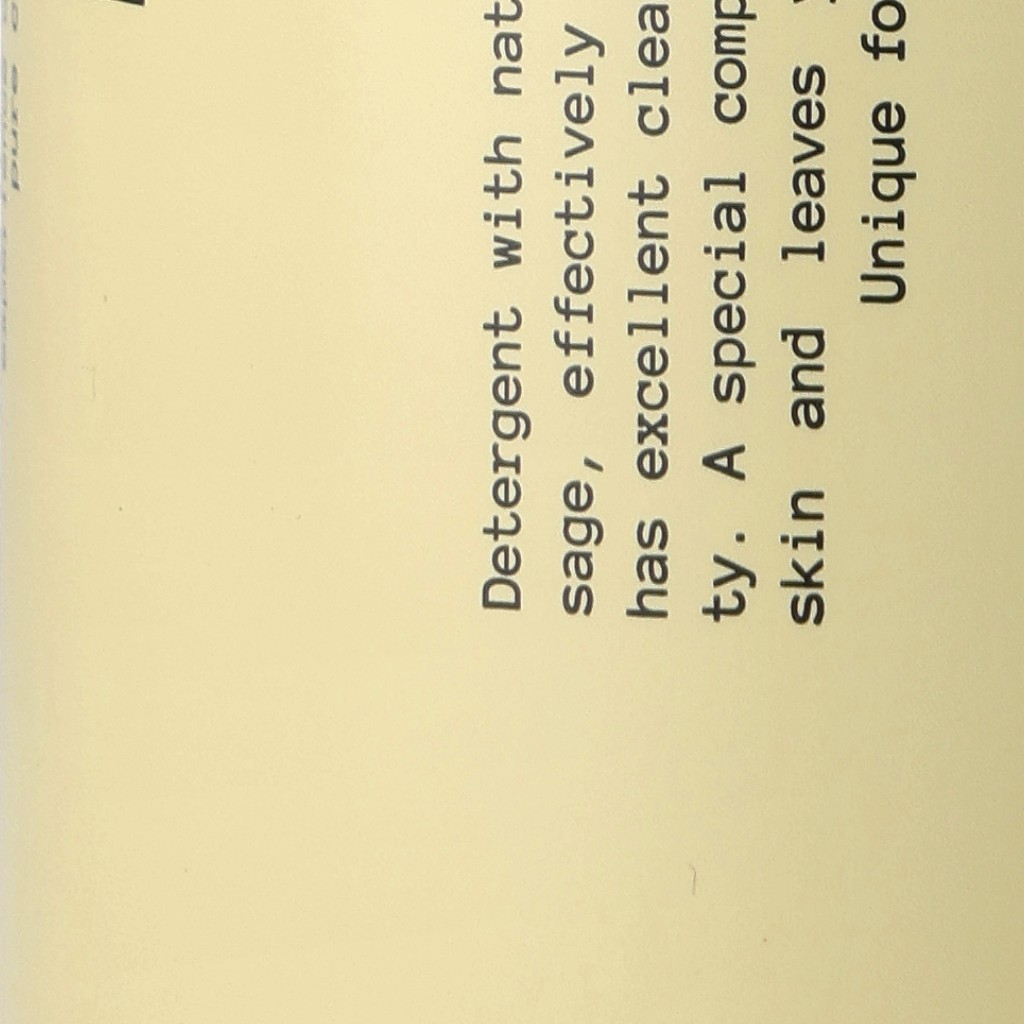 Detergent with nat
sage, effectively
has excellent clea
ty. A special comp
skin and leaves
Unique fo